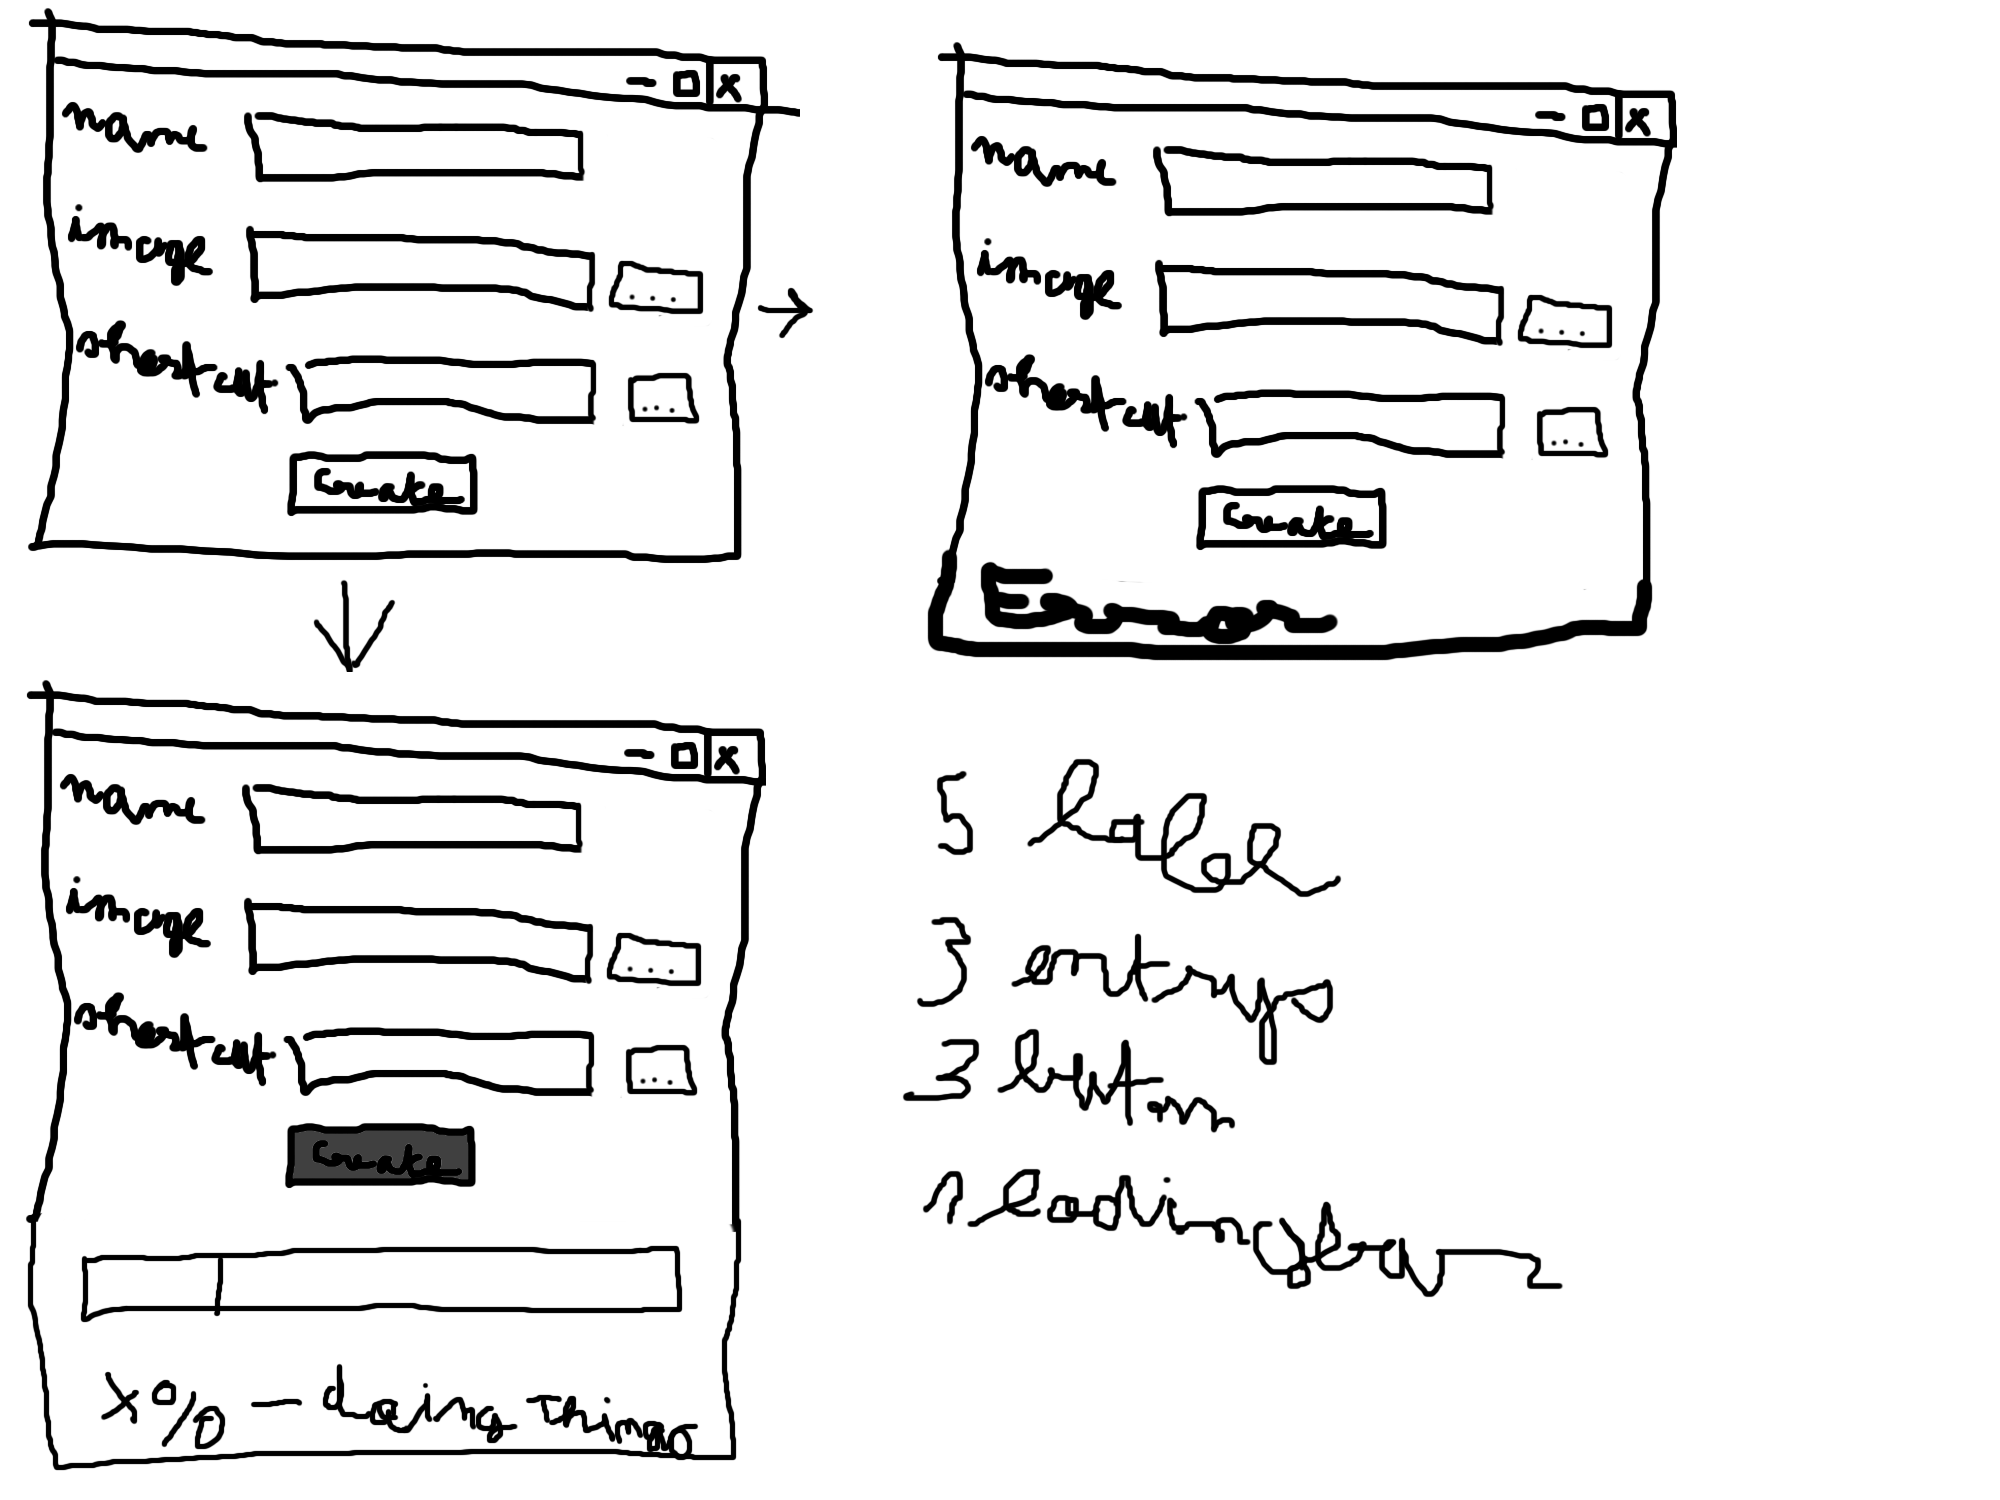 name
image
shortcut
Create
name
image
shortcut
Create
Error
name
image
shortcut
Create
x% - doing things
5 label
3 entrys
3 button
1 loadingbar